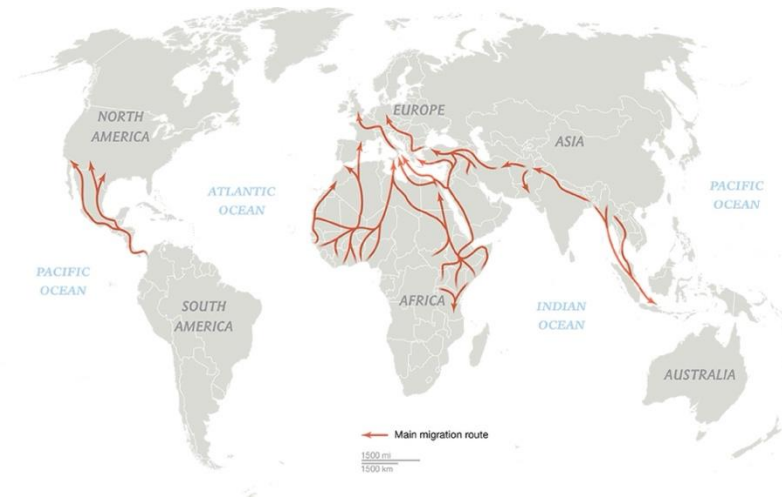 NORTH
AMERICA
EUROPE
ASIA
ATLANTIC
OCEAN
PACIFIC
OCEAN
PACIFIC
OCEAN
SOUTH
AMERICA
AFRICA
INDIAN
OCEAN
AUSTRALIA
Main migration route
1500 mi
1500 km